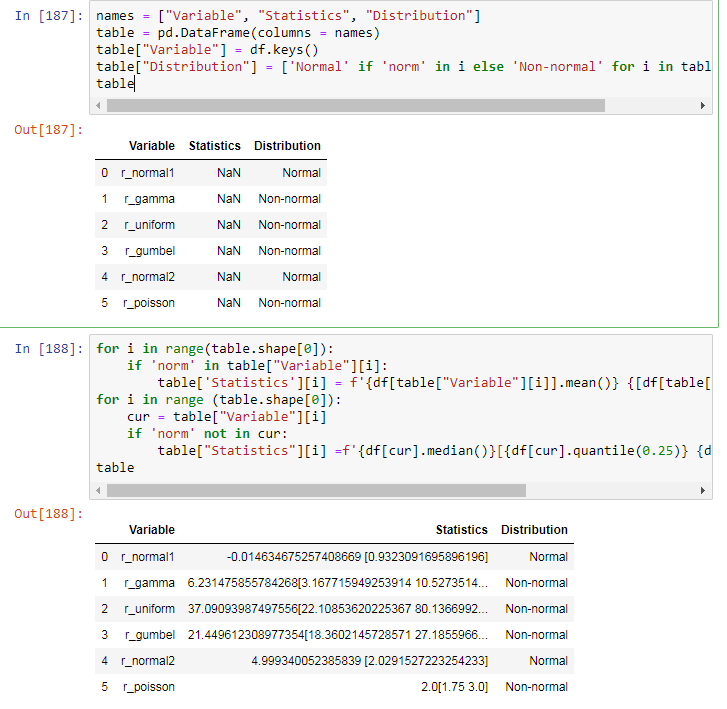 In [187]: names = ["Variable", "Statistics", "Distribution"]
table = pd.DataFrame(columns = names)
table["Variable"] = df.keys()
table["Distribution"] = ['Normal' if 'norm' in i else 'Non-normal' for i in tabl
table
Out[187]:
Variable Statistics Distribution
0 r_normal1 NaN Normal
1 r_gamma NaN Non-normal
2 r_uniform NaN Non-normal
3 r_gumbel NaN Non-normal
4 r_normal2 NaN Normal
5 r_poisson NaN Non-normal
In [188]: for i in range(table.shape[0]):
if 'norm' in table["Variable"][i]:
table['Statistics'][i] = f'{df[table["Variable"][i]].mean()} {[df[table[
for i in range (table.shape[0]):
cur = table["Variable"][i]
if 'norm' not in cur:
table["Statistics"][i] =f'{df[cur].median()}[{df[cur].quantile(0.25)} {d
table
Out[188]:
Variable Statistics Distribution
0 r_normal1 -0.014634675257408669 [0.9323091695896196] Normal
1 r_gamma 6.231475855784268[3.167715949253914 10.5273514... Non-normal
2 r_uniform 37.09093987497556[22.10853620225367 80.1366992... Non-normal
3 r_gumbel 21.449612308977354[18.3602145728571 27.1855966... Non-normal
4 r_normal2 4.999340052385839 [2.0291527223254233] Normal
5 r_poisson 2.0[1.75 3.0] Non-normal